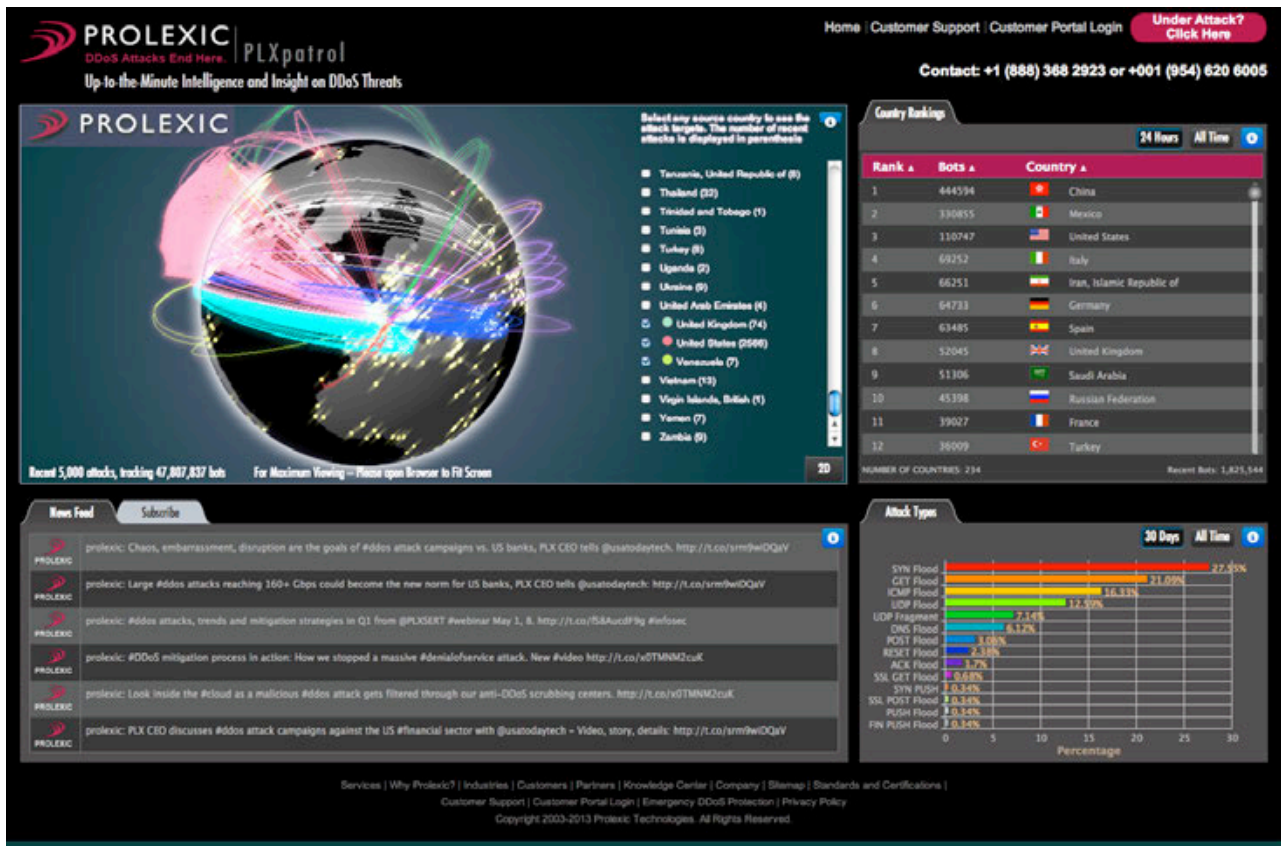 PROLEXIC
DDoS Attacks End Here.
PLXpatrol
Up-to-the-Minute Intelligence and Insight on DDoS Threats
Home | Customer Support | Customer Portal Login
Under Attack?
Click Here
Contact: +1 (888) 368 2923 or +001 (954) 620 6005
PROLEXIC
Select any source country to see the
attack targets. The number of recent
attacks is displayed in parenthesis
Tanzania, United Republic of (8)
Thailand (32)
Trinidad and Tobago (1)
Tunisia (3)
Turkey (8)
Uganda (2)
Ukraine (9)
United Arab Emirates (4)
United Kingdom (74)
United States (2566)
Venezuela (7)
Vietnam (13)
Virgin Islands, British (1)
Yemen (7)
Zambia (9)
Recent 5,000 attacks, tracking 47,807,837 bots
For Maximum Viewing – Please open Browser to Fit Screen
2D
Country Rankings
24 Hours All Time
Rank Bots Country
1 444594 China
2 330855 Mexico
3 110747 United States
4 69252 Italy
5 66251 Iran, Islamic Republic of
6 64733 Germany
7 63485 Spain
8 52045 United Kingdom
9 51306 Saudi Arabia
10 45398 Russian Federation
11 39027 France
12 36009 Turkey
NUMBER OF COUNTRIES: 234
Recent Bots: 1,825,544
News Feed
Subscribe
PROLEXIC
prolexic: Chaos, embarrassment, disruption are the goals of #ddos attack campaigns vs. US banks, PLX CEO tells @usatodaytech. http://t.co/srm9wiDQaV
PROLEXIC
prolexic: Large #ddos attacks reaching 160+ Gbps could become the new norm for US banks, PLX CEO tells @usatodaytech: http://t.co/srm9wiDQaV
PROLEXIC
prolexic: #ddos attacks, trends and mitigation strategies in Q1 from @PLXSERT #webinar May 1, 8. http://t.co/fS8AucdF9g #infosec
PROLEXIC
prolexic: #DDoS mitigation process in action: How we stopped a massive #denialofservice attack. New #video http://t.co/x0TMNM2cuK
PROLEXIC
prolexic: Look inside the #cloud as a malicious #ddos attack gets filtered through our anti-DDoS scrubbing centers. http://t.co/x0TMNM2cuK
PROLEXIC
prolexic: PLX CEO discusses #ddos attack campaigns against the US #financial sector with @usatodaytech – Video, story, details: http://t.co/srm9wiDQaV
Attack Types
30 Days All Time
SYN Flood 27.55%
GET Flood 21.09%
ICMP Flood 16.33%
UDP Flood 12.59%
UDP Fragment 7.14%
DNS Flood 6.12%
POST Flood 3.06%
RESET Flood 2.38%
ACK Flood 1.7%
SSL GET Flood 0.68%
SYN PUSH 0.34%
SSL POST Flood 0.34%
PUSH Flood 0.34%
FIN PUSH Flood 0.34%
0 5 10 15 20 25 30
Percentage
Services | Why Prolexic? | Industries | Customers | Partners | Knowledge Center | Company | Sitemap | Standards and Certifications |
Customer Support | Customer Portal Login | Emergency DDoS Protection | Privacy Policy
Copyright 2003-2013 Prolexic Technologies. All Rights Reserved.